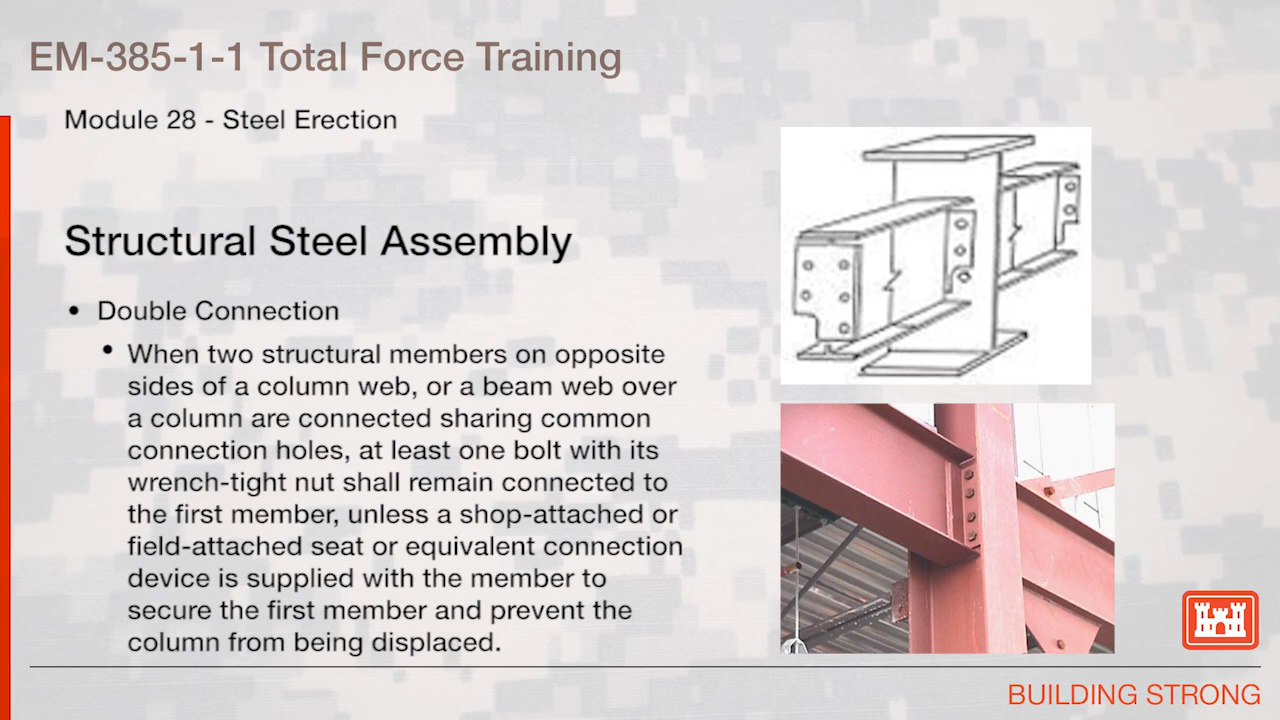 EM-385-1-1 Total Force Training
Module 28 - Steel Erection
Structural Steel Assembly
• Double Connection
• When two structural members on opposite
sides of a column web, or a beam web over
a column are connected sharing common
connection holes, at least one bolt with its
wrench-tight nut shall remain connected to
the first member, unless a shop-attached or
field-attached seat or equivalent connection
device is supplied with the member to
secure the first member and prevent the
column from being displaced.
BUILDING STRONG